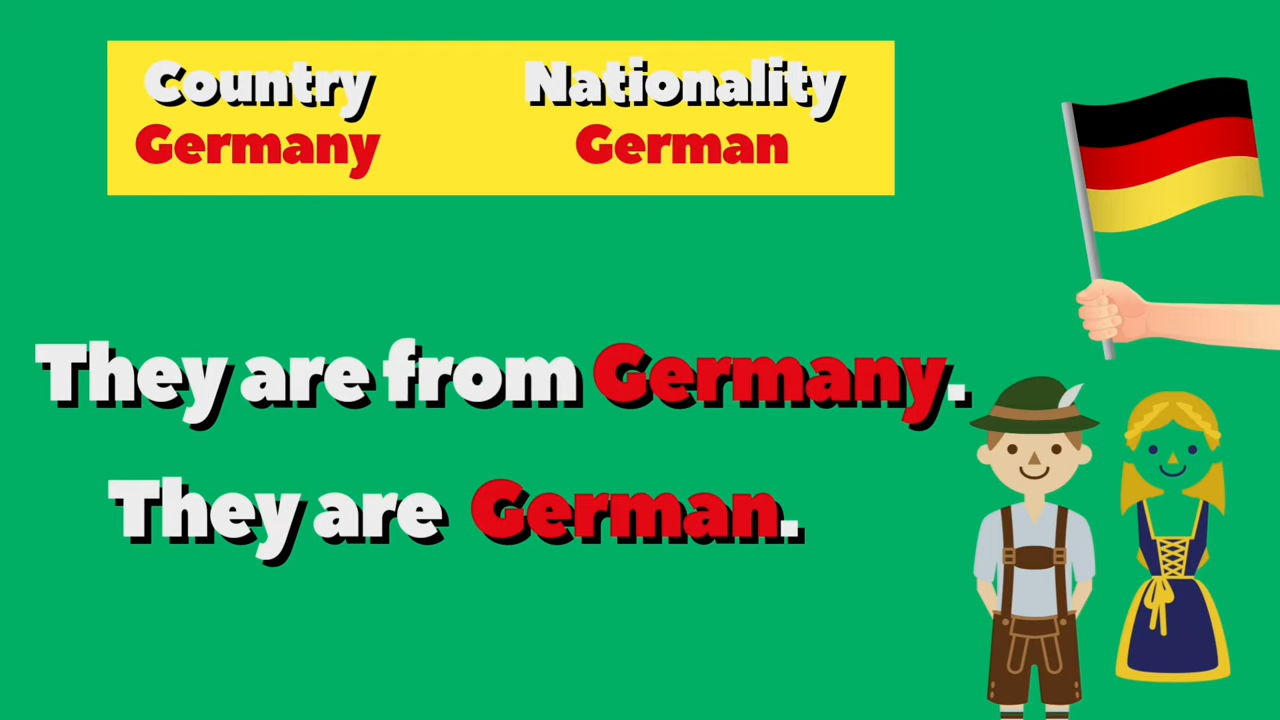 Country Nationality
Germany German
They are from Germany.
They are German.